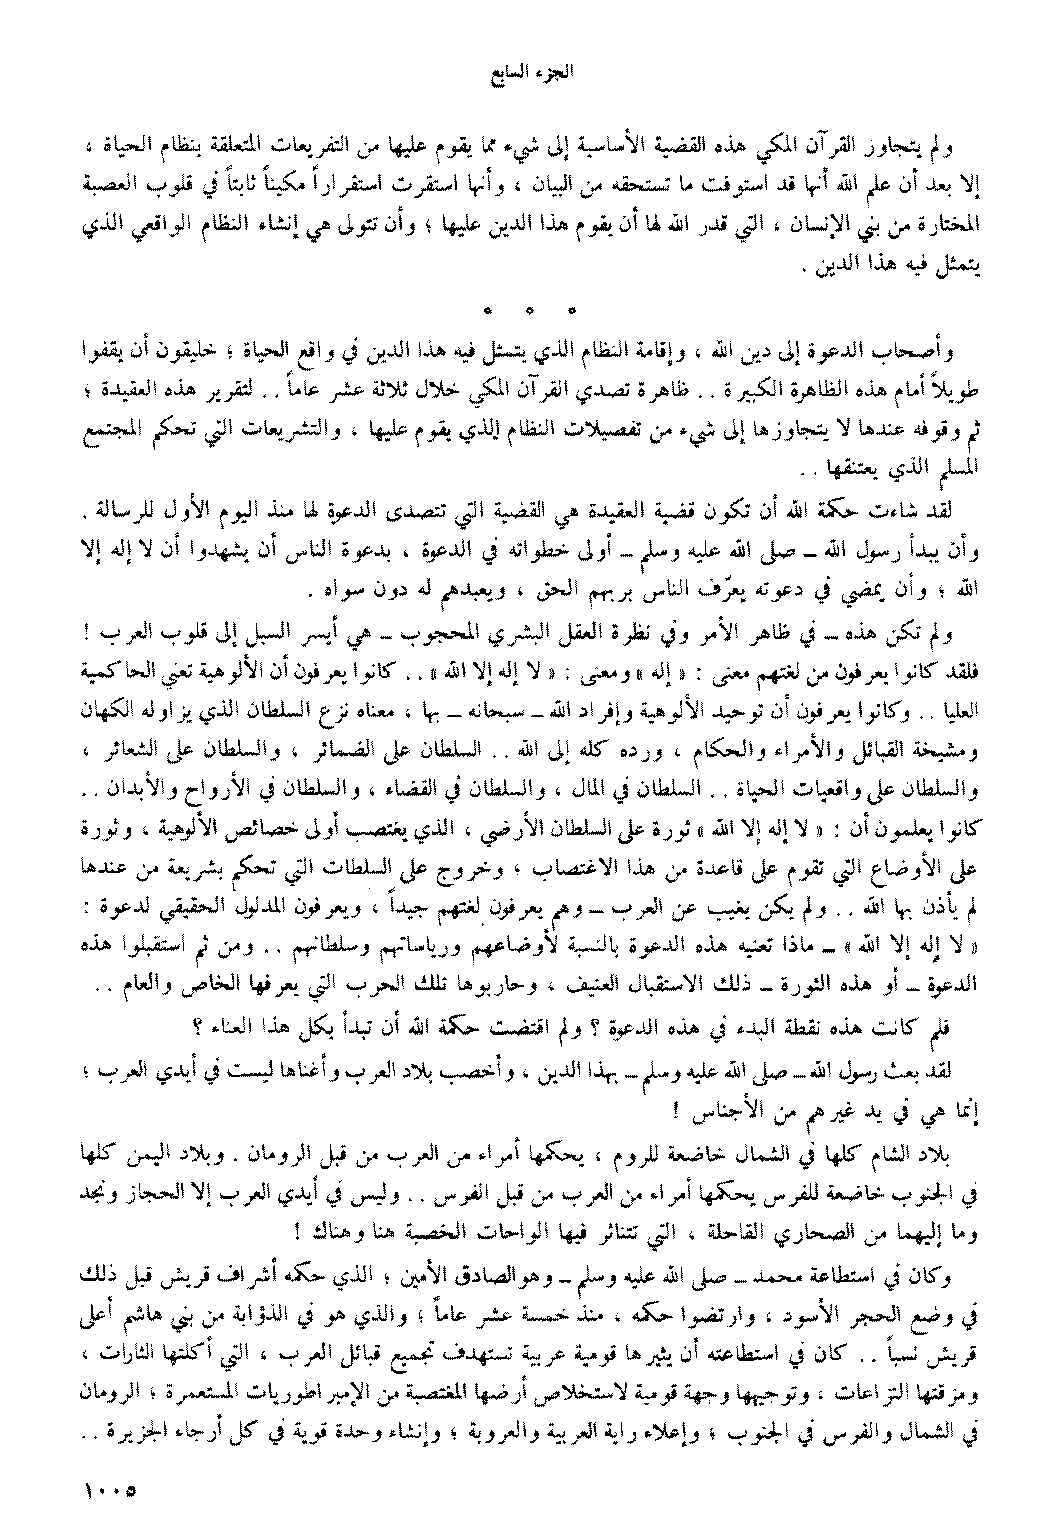 الجزء السابع
ولم يتجاوز القرآن المكي هذه القضية الأساسية إلى شيء مما يقوم عليها من التفريعات المتعلقة بنظام الحياة ،
إلا بعد أن علم الله أنها قد استوفت ما تستحقه من البيان ، وأنها استقرت استقراراً مكيناً ثابتاً في قلوب العصبة
المختارة من بني الإنسان ، التي قدر الله لها أن يقوم هذا الدين عليها ؛ وأن تتولى هي إنشاء النظام الواقعي الذي
يتمثل فيه هذا الدين .
* * *
وأصحاب الدعوة إلى دين الله ، وإقامة النظام الذي يتمثل فيه هذا الدين في واقع الحياة ؛ خليقون أن يقفوا
طويلاً أمام هذه الظاهرة الكبيرة .. ظاهرة تصدي القرآن المكي خلال ثلاثة عشر عاماً .. لتقرير هذه العقيدة ؛
ثم وقوفه عندها لا يتجاوزها إلى شيء من تفصيلات النظام الذي يقوم عليها ، والتشريعات التي تحكم المجتمع
المسلم الذي يعتنقها ..
لقد شاءت حكمة الله أن تكون قضية العقيدة هي القضية التي تتصدى الدعوة لها منذ اليوم الأول للرسالة .
وأن يبدأ رسول الله – صلى الله عليه وسلم – أولى خطواته في الدعوة ، بدعوة الناس أن يشهدوا أن لا إله إلا
الله ؛ وأن يمضي في دعوته يعرّف الناس بربهم الحق ، ويعبدهم له دون سواه .
ولم تكن هذه – في ظاهر الأمر وفي نظرة العقل البشري المحجوب – هي أيسر السبل إلى قلوب العرب !
فلقد كانوا يعرفون من لغتهم معنى : « إله » ومعنى : « لا إله إلا الله » .. كانوا يعرفون أن الألوهية تعني الحاكمية
العليا .. وكانوا يعرفون أن توحيد الألوهية وإفراد الله – سبحانه – بها ، معناه نزع السلطان الذي يزاوله الكهان
ومشيخة القبائل والأمراء والحكام ، ورده كله إلى الله .. السلطان على الضمائر ، والسلطان على الشعائر ،
والسلطان على واقعيات الحياة .. السلطان في المال ، والسلطان في القضاء ، والسلطان في الأرواح والأبدان ..
كانوا يعلمون أن : « لا إله إلا الله » ثورة على السلطان الأرضي ، الذي يغتصب أولى خصائص الألوهية ، وثورة
على الأوضاع التي تقوم على قاعدة من هذا الاغتصاب ؛ وخروج على السلطات التي تحكم بشريعة من عندها
لم يأذن بها الله .. ولم يكن يغيب عن العرب – وهم يعرفون لغتهم جيداً ، ويعرفون المدلول الحقيقي لدعوة :
« لا إله إلا الله » – ماذا تعنيه هذه الدعوة بالنسبة لأوضاعهم ورياساتهم وسلطانهم .. ومن ثم استقبلوا هذه
الدعوة – أو هذه الثورة – ذلك الاستقبال العنيف ، وحاربوها تلك الحرب التي يعرفها الخاص والعام ..
فلم كانت هذه نقطة البدء في هذه الدعوة ؟ ولم اقتضت حكمة الله أن تبدأ بكل هذا العناء ؟
لقد بعث رسول الله – صلى الله عليه وسلم – بهذا الدين ، وأخصب بلاد العرب وأغناها ليست في أيدي العرب ؛
إنما هي في يد غيرهم من الأجناس !
بلاد الشام كلها في الشمال خاضعة للروم ، يحكمها أمراء من العرب من قبل الرومان . وبلاد اليمن كلها
في الجنوب خاضعة للفرس يحكمها أمراء من العرب من قبل الفرس .. وليس في أيدي العرب إلا الحجاز ونجد
وما إليهما من الصحاري القاحلة ، التي تتناثر فيها الواحات الخصبة هنا وهناك !
وكان في استطاعة محمد – صلى الله عليه وسلم – وهو الصادق الأمين ؛ الذي حكمه أشراف قريش قبل ذلك
في وضع الحجر الأسود ، وارتضوا حكمه ، منذ خمسة عشر عاماً ؛ والذي هو في الذؤابة من بني هاشم أعلى
قريش نسباً .. كان في استطاعته أن يثيرها قومية عربية تستهدف تجميع قبائل العرب ، التي أكلتها الثارات ،
ومزقتها النزاعات ، وتوجيهها وجهة قومية لاستخلاص أرضها المغتصبة من الإمبراطوريات المستعمرة ؛ الرومان
في الشمال والفرس في الجنوب ؛ وإعلاء راية العربية والعروبة ؛ وإنشاء وحدة قوية في كل أرجاء الجزيرة ..
١٠٠٥